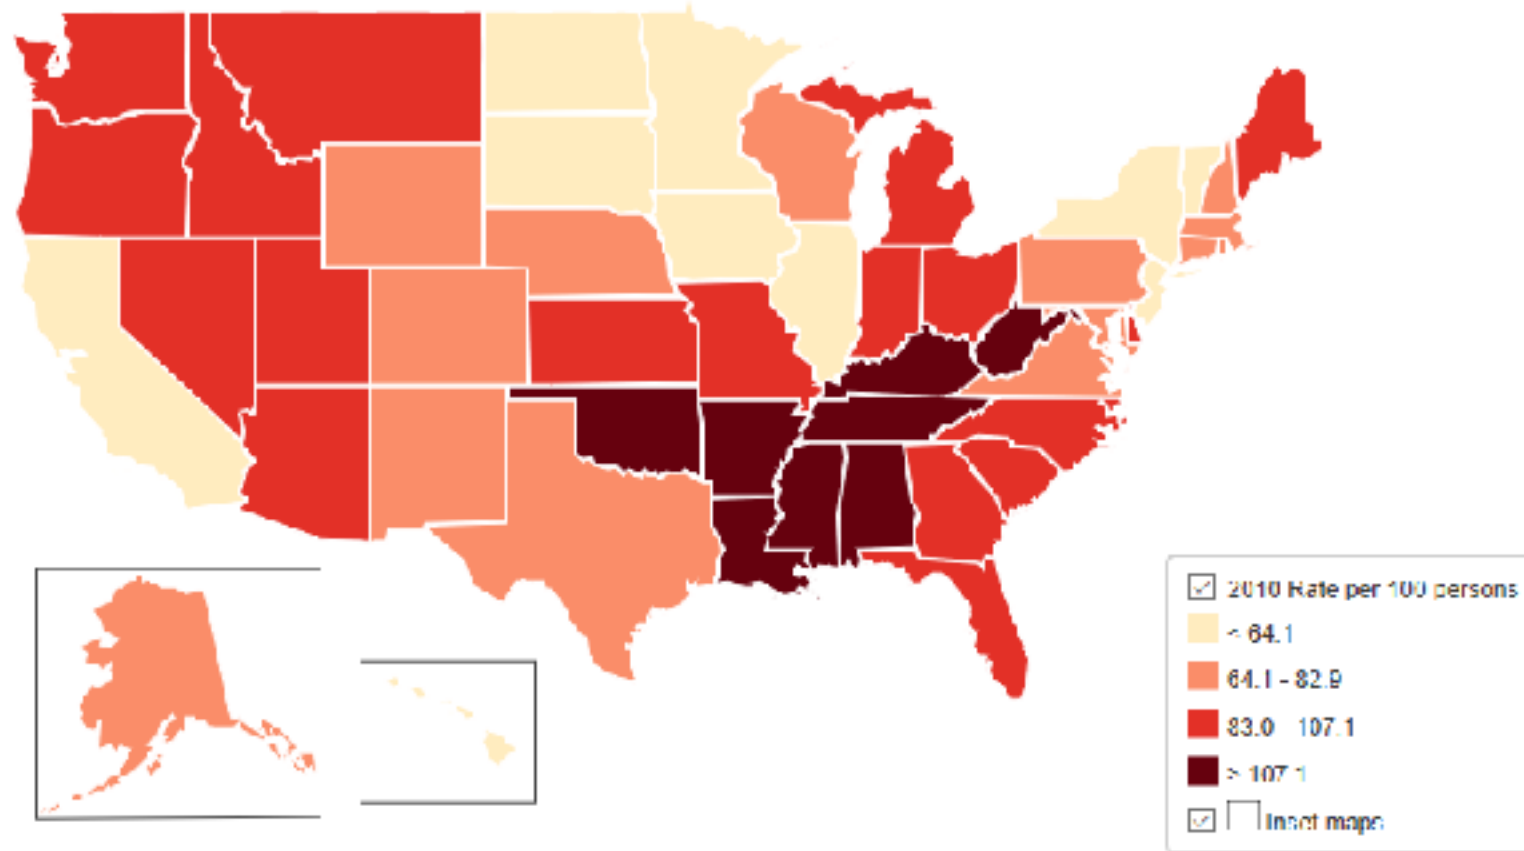 2010 Rate per 100 persons
< 64.1
64.1 - 82.9
83.0 - 107.1
> 107.1
Inset maps